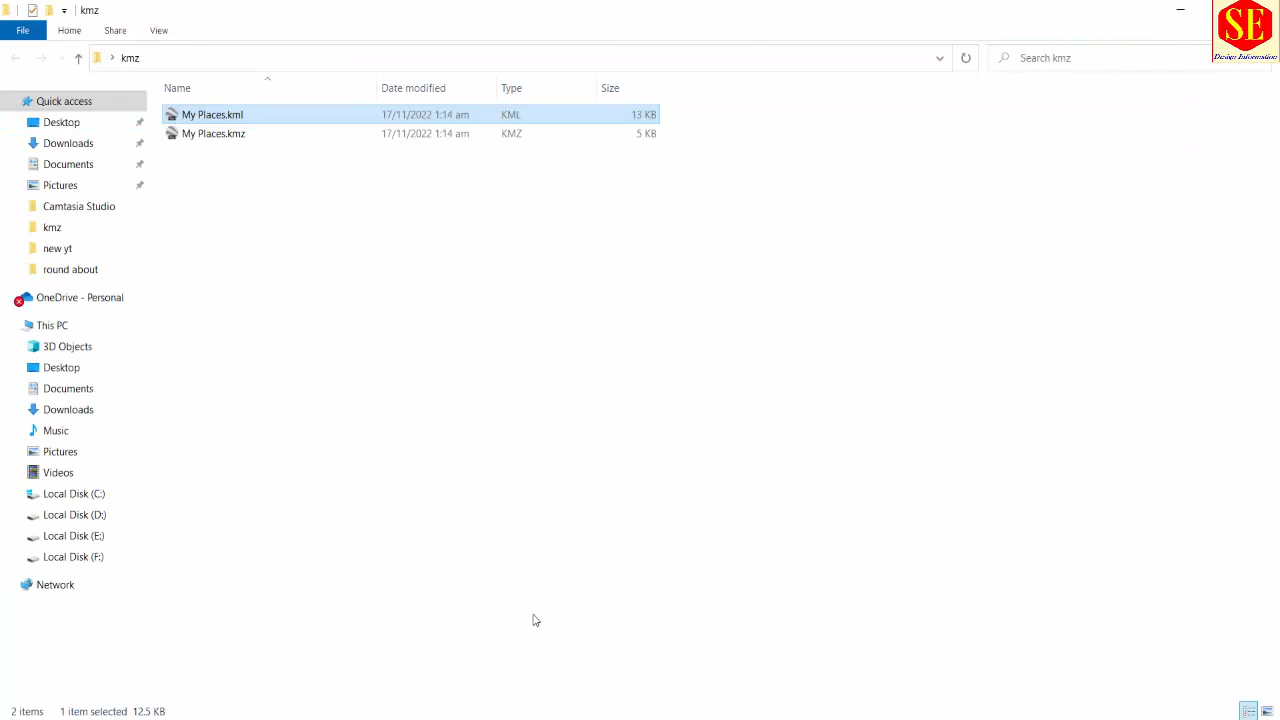 kmz
File Home Share View
kmz
Search kmz
SE
Design Information
Name Date modified Type Size
My Places.kml 17/11/2022 1:14 am KML 13 KB
My Places.kmz 17/11/2022 1:14 am KMZ 5 KB
Quick access
Desktop
Downloads
Documents
Pictures
Camtasia Studio
kmz
new yt
round about
OneDrive - Personal
This PC
3D Objects
Desktop
Documents
Downloads
Music
Pictures
Videos
Local Disk (C:)
Local Disk (D:)
Local Disk (E:)
Local Disk (F:)
Network
2 items 1 item selected 12.5 KB